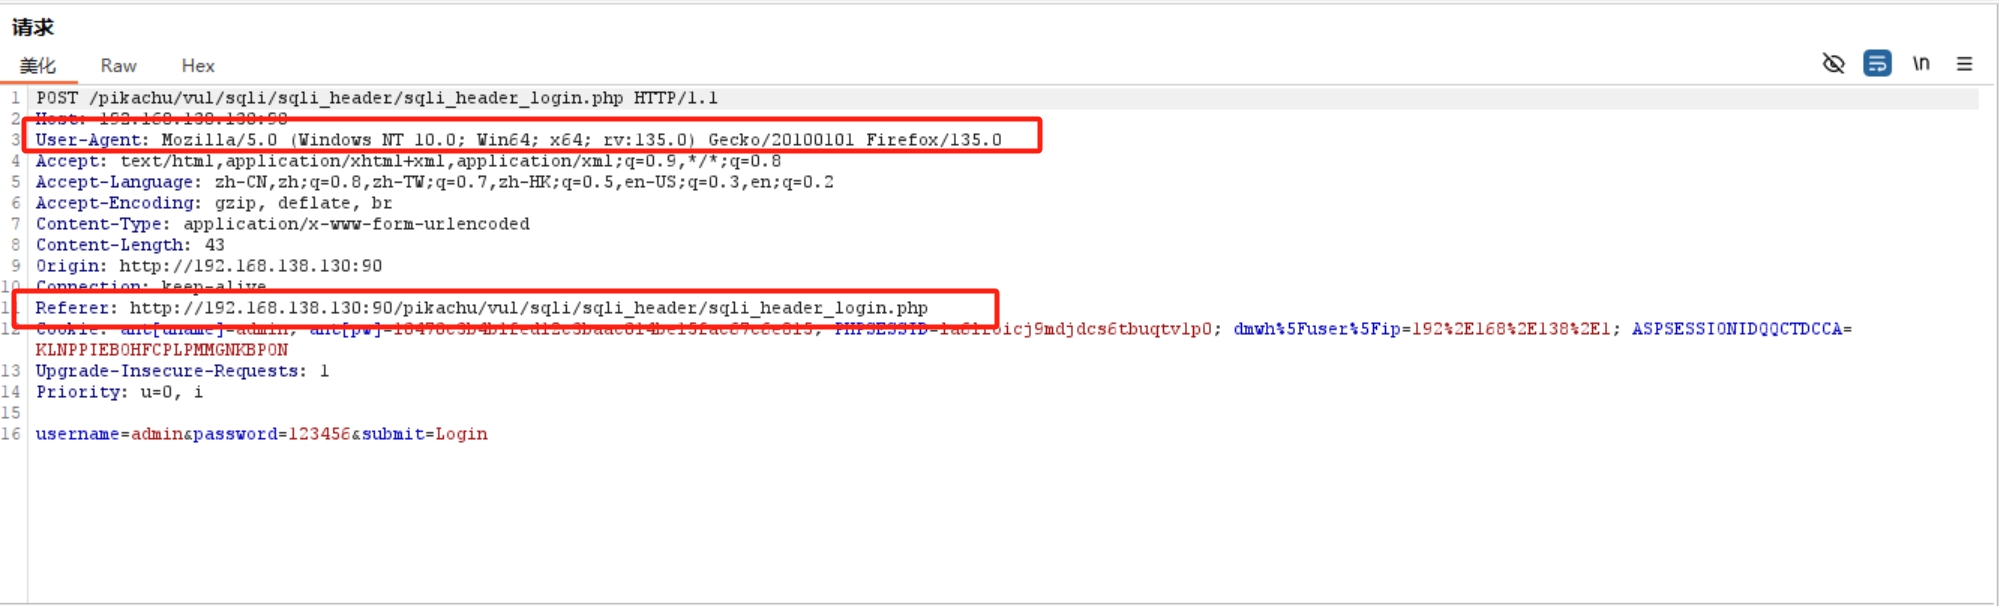 请求
美化 Raw Hex \n
1 POST /pikachu/vul/sqli/sqli_header/sqli_header_login.php HTTP/1.1
2 Host: 192.168.138.130:90
3 User-Agent: Mozilla/5.0 (Windows NT 10.0; Win64; x64; rv:135.0) Gecko/20100101 Firefox/135.0
4 Accept: text/html,application/xhtml+xml,application/xml;q=0.9,*/*;q=0.8
5 Accept-Language: zh-CN,zh;q=0.8,zh-TW;q=0.7,zh-HK;q=0.5,en-US;q=0.3,en;q=0.2
6 Accept-Encoding: gzip, deflate, br
7 Content-Type: application/x-www-form-urlencoded
8 Content-Length: 43
9 Origin: http://192.168.138.130:90
10 Connection: keep-alive
11 Referer: http://192.168.138.130:90/pikachu/vul/sqli/sqli_header/sqli_header_login.php
12 Cookie: ant[uname]=admin; dmwh%5Fuser%5Fip=192%2E168%2E138%2E1; ASPSESSIONIDQQCTDCCA=
KLNPPIEBOHFCPLPMMGNKBPON
13 Upgrade-Insecure-Requests: 1
14 Priority: u=0, i
15
16 username=admin&password=123456&submit=Login